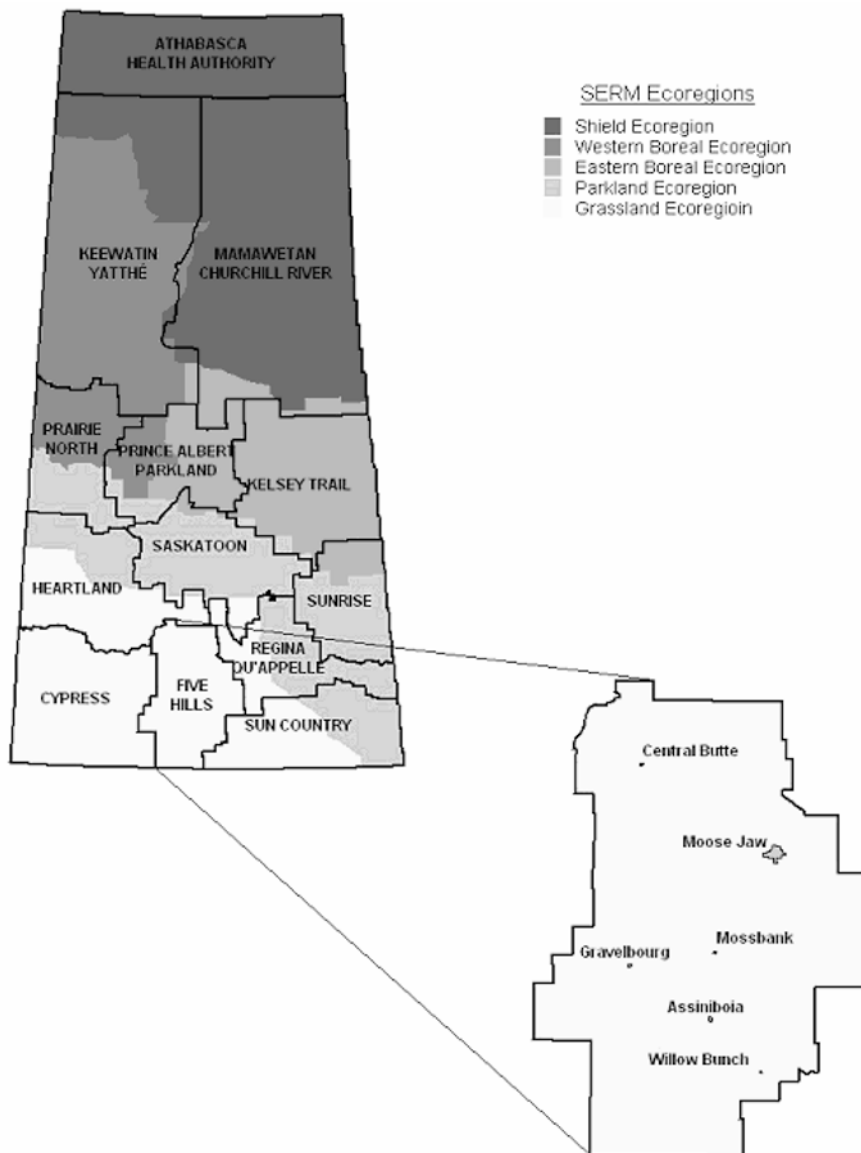 ATHABASCA
HEALTH AUTHORITY
SERM Ecoregions
Shield Ecoregion
Western Boreal Ecoregion
Eastern Boreal Ecoregion
Parkland Ecoregion
Grassland Ecoregioin
KEEWATIN
YATTHÉ
MAMAWETAN
CHURCHILL RIVER
PRAIRIE
NORTH
PRINCE ALBERT
PARKLAND
KELSEY TRAIL
SASKATOON
HEARTLAND
SUNRISE
REGINA
QU'APPELLE
CYPRESS
FIVE
HILLS
SUN COUNTRY
Central Butte
Moose Jaw
Mossbank
Gravelbourg
Assiniboia
Willow Bunch